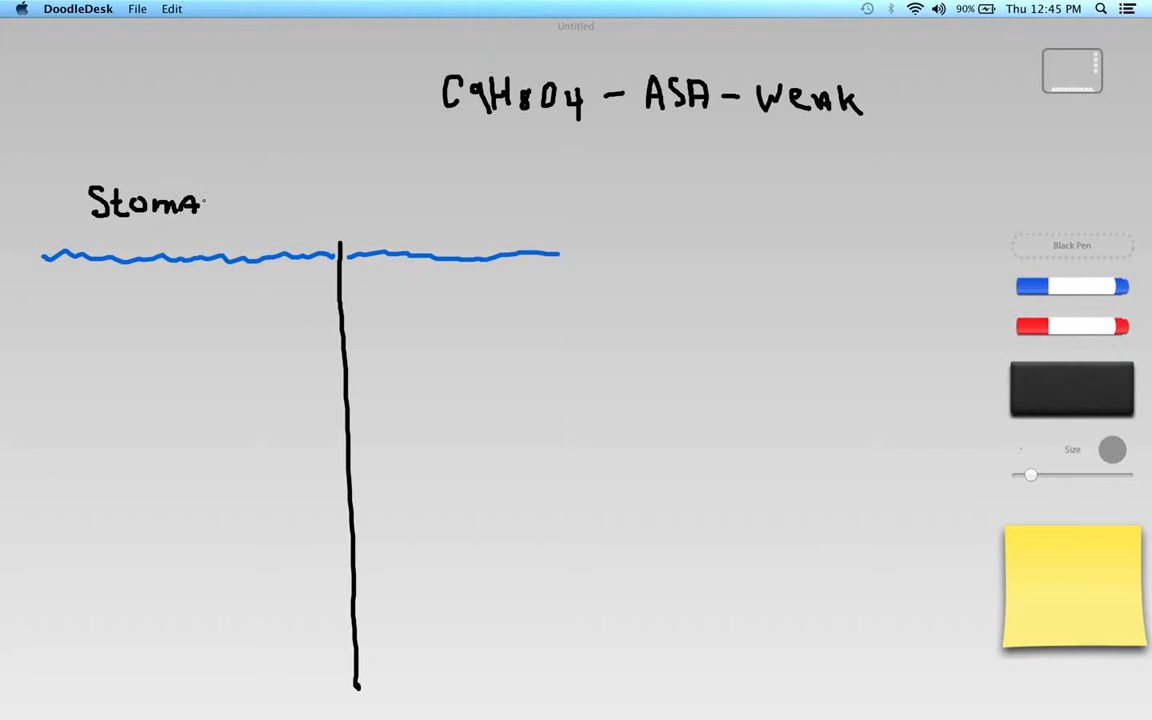 DoodleDesk File Edit 90% Thu 12:45 PM
Untitled
C9H8O4 - ASA - Weak
Stoma
Black Pen
Size